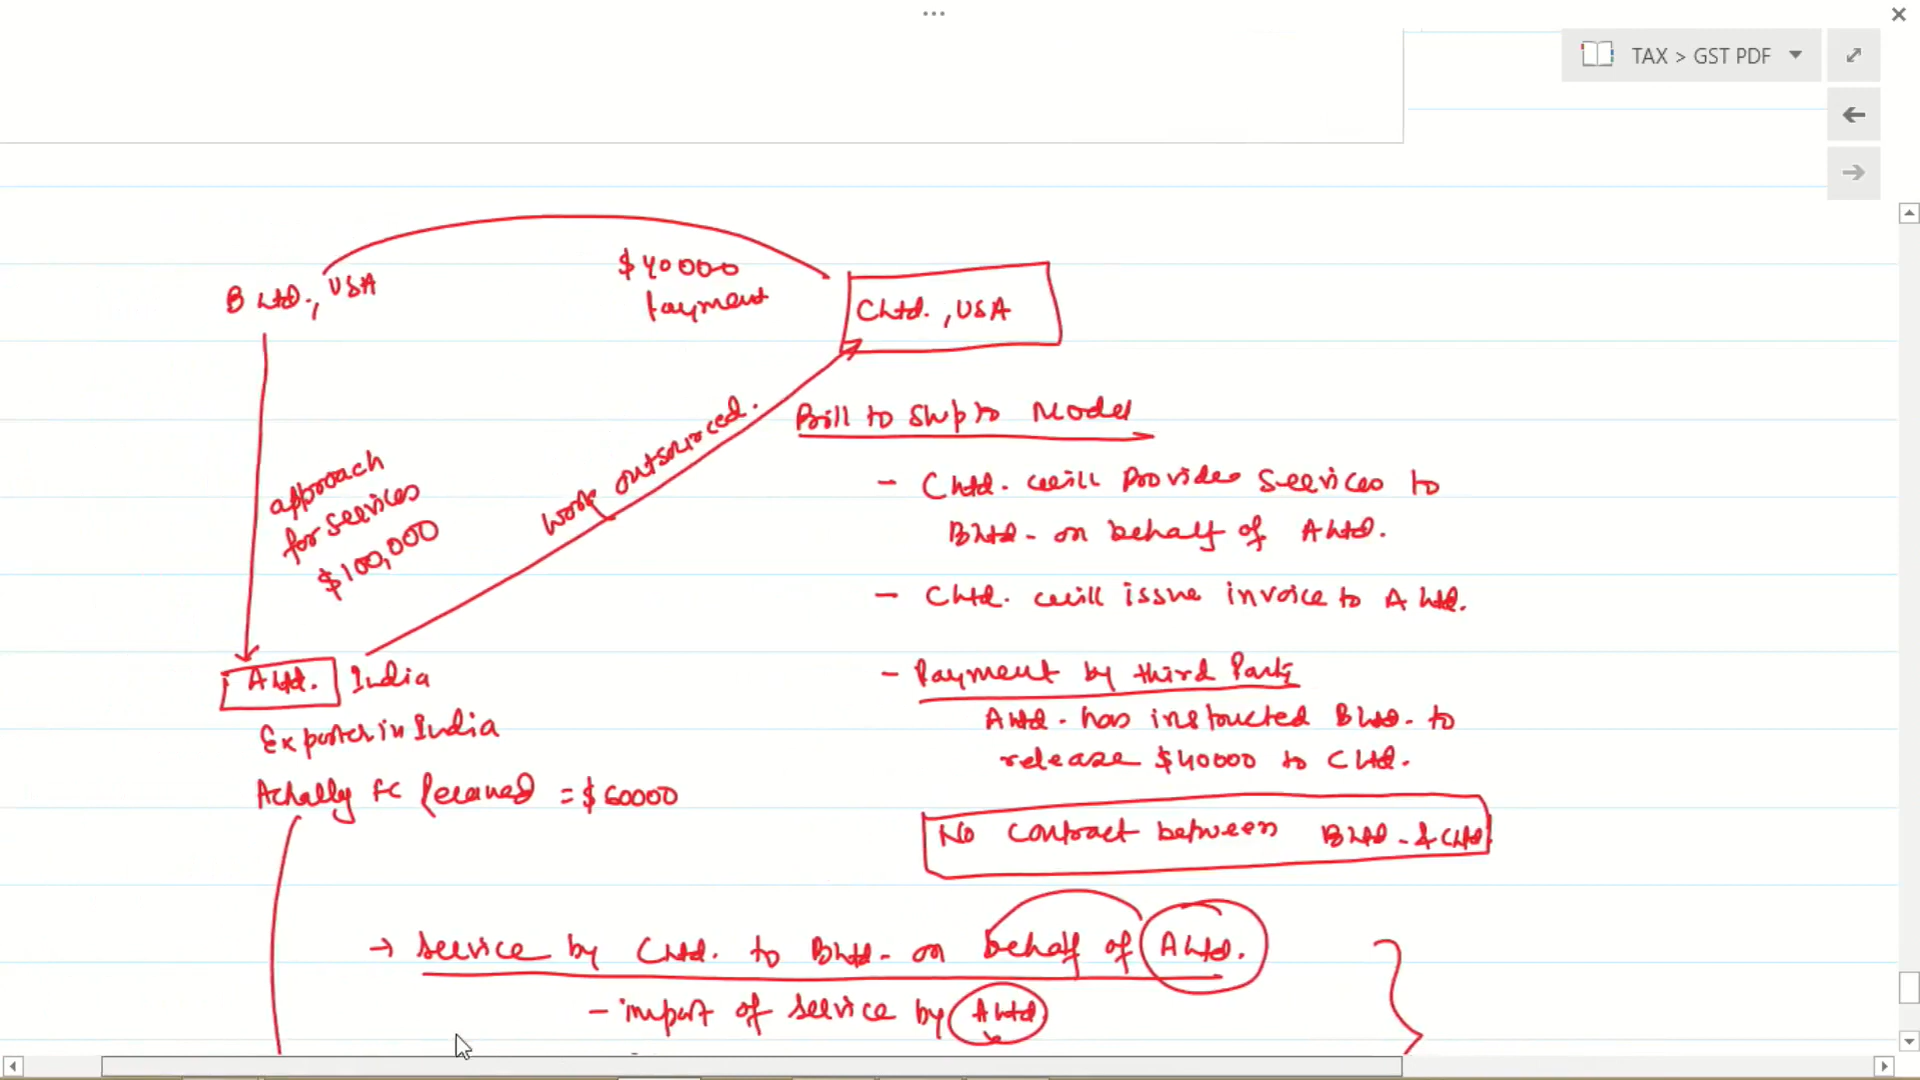 TAX > GST PDF
B Ltd., USA
$40000
Payment
C Ltd., USA
Bill to Ship to Model
approach
for services
$100,000
work outsourced.
- C Ltd. will Provides Services to
B Ltd. on behalf of A Ltd.
- C Ltd. will issue invoice to A Ltd.
A Ltd. India
Exporter in India
Actually FC Received = $60000
- Payment by third Party
A Ltd. has instructed B Ltd. to
release $40000 to C Ltd.
No contract between B Ltd. & C Ltd.
→ Service by C Ltd. to B Ltd. on behalf of A Ltd.
- import of service by A Ltd